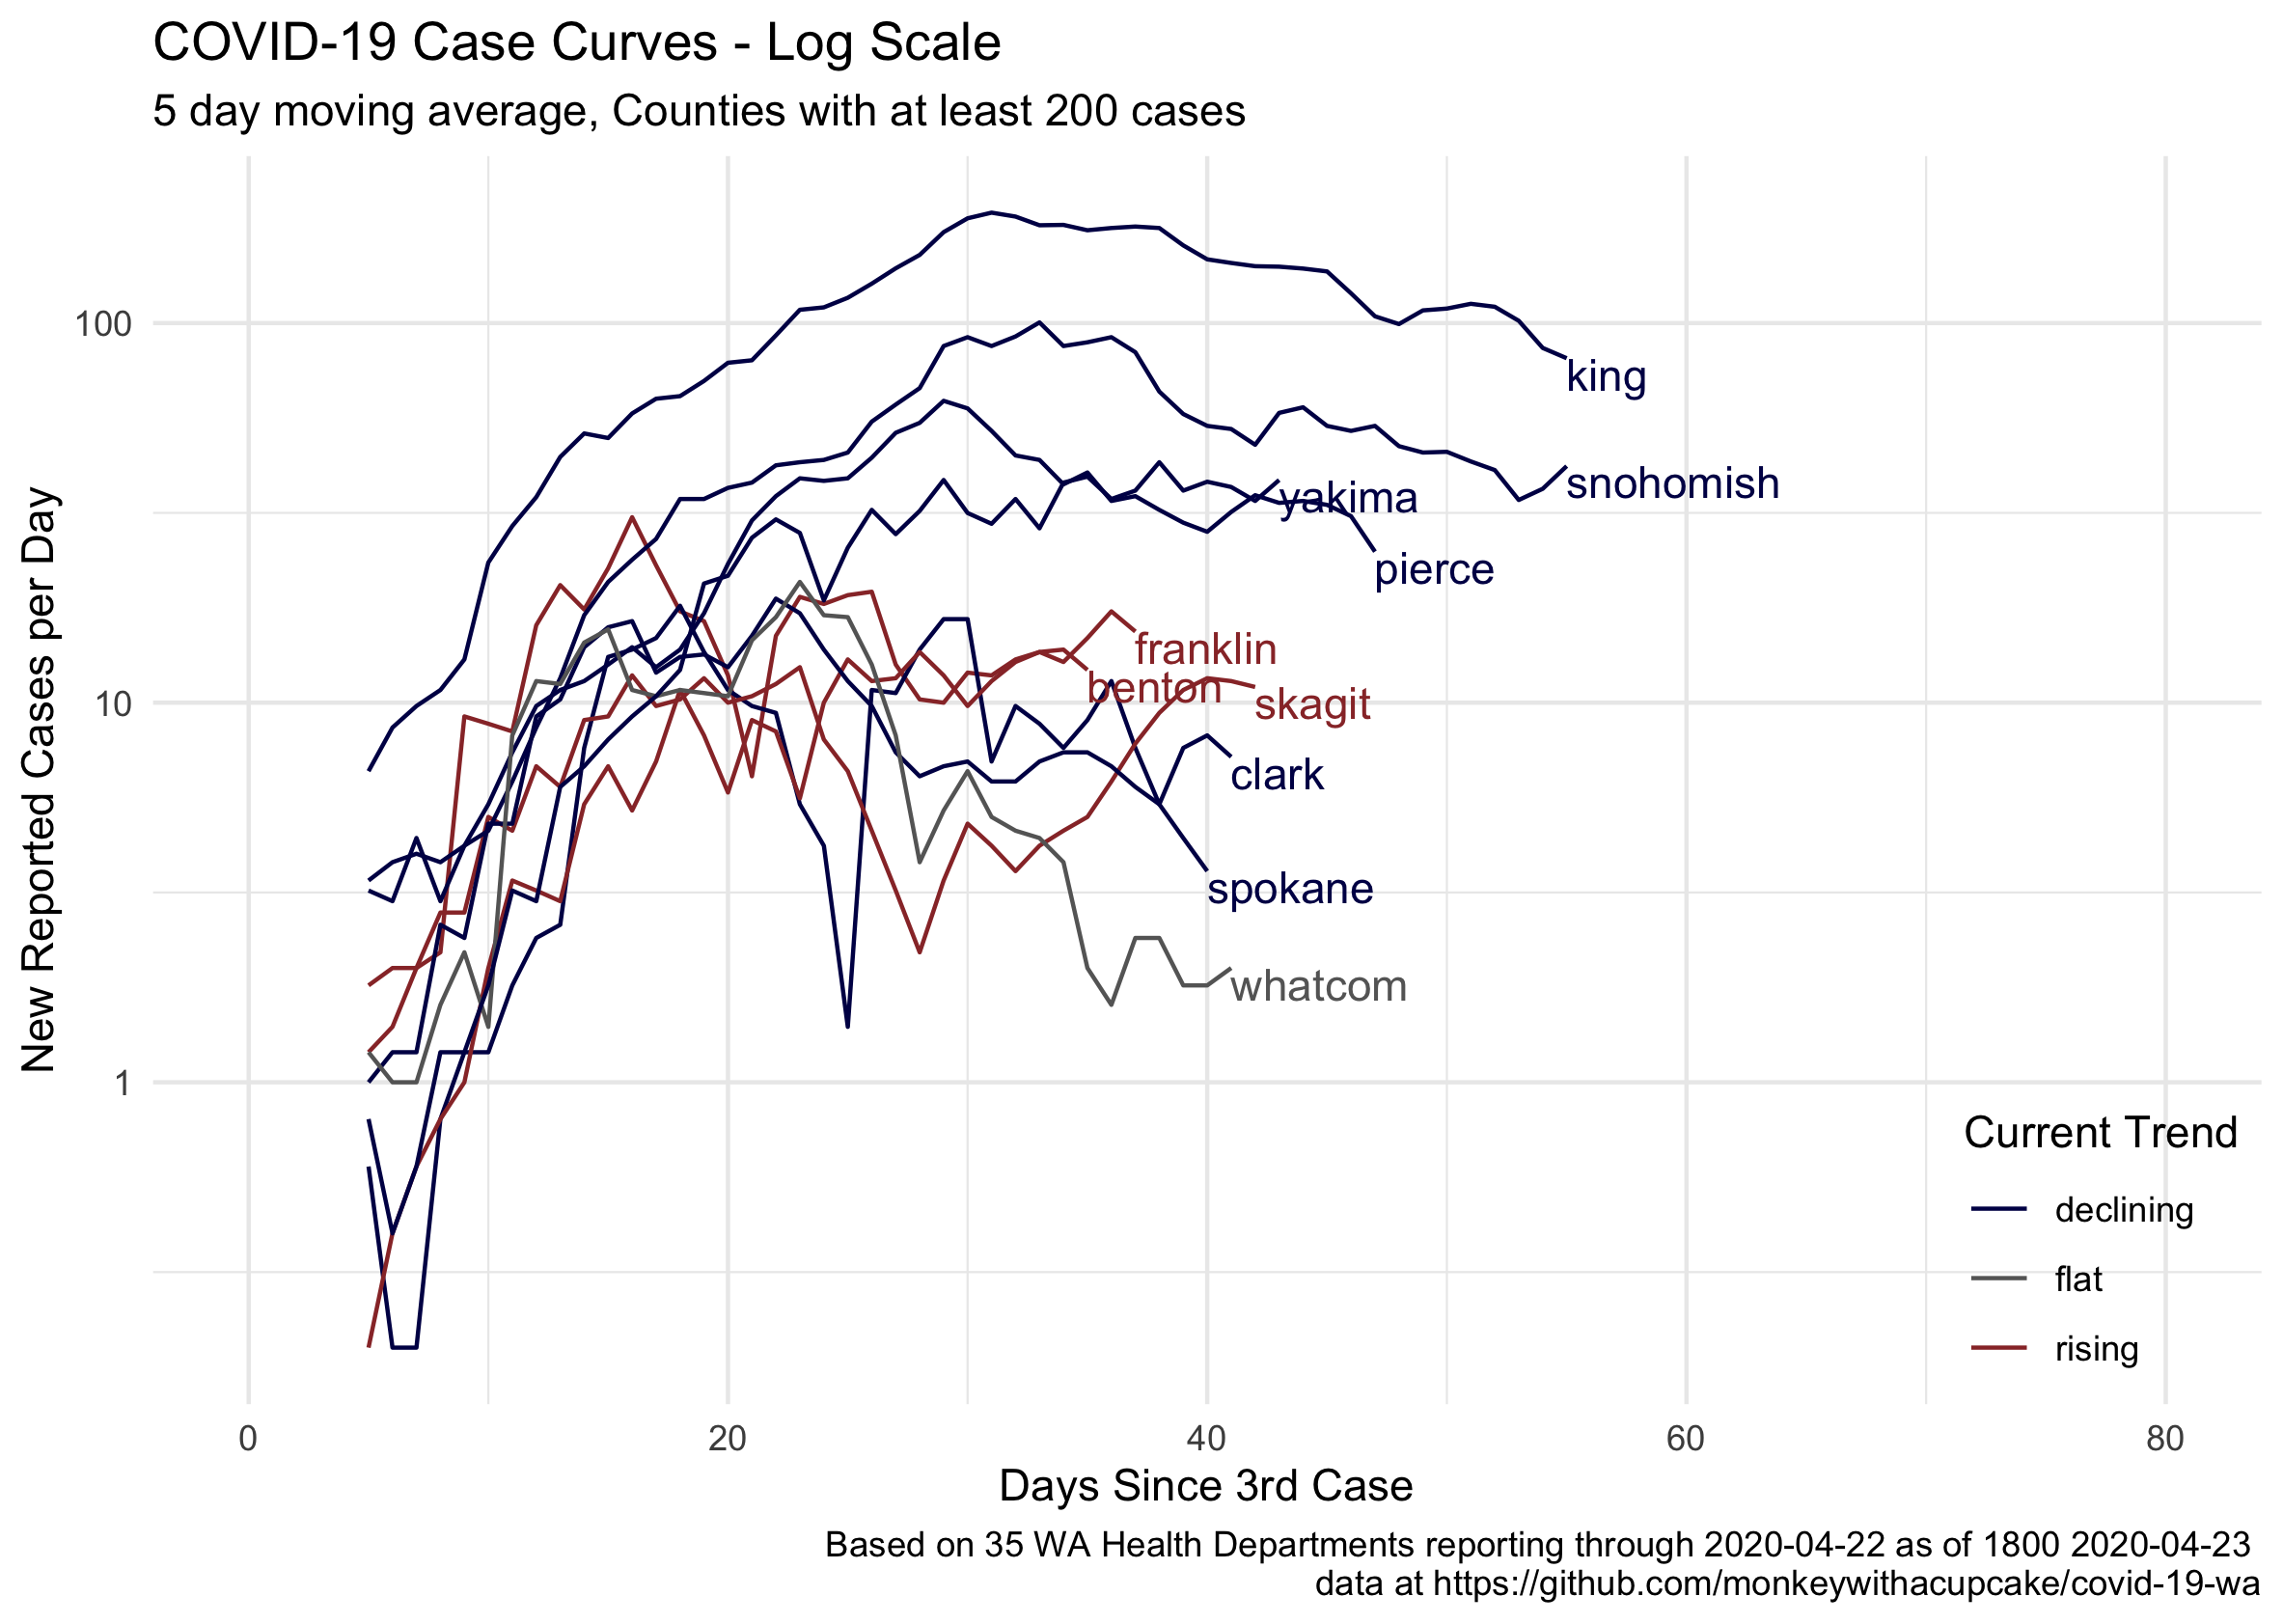 COVID-19 Case Curves - Log Scale
5 day moving average, Counties with at least 200 cases
New Reported Cases per Day
100
10
1
king
snohomish
yakima
pierce
franklin
benton
skagit
clark
spokane
whatcom
Current Trend
declining
flat
rising
0 20 40 60 80
Days Since 3rd Case
Based on 35 WA Health Departments reporting through 2020-04-22 as of 1800 2020-04-23
data at https://github.com/monkeywithacupcake/covid-19-wa